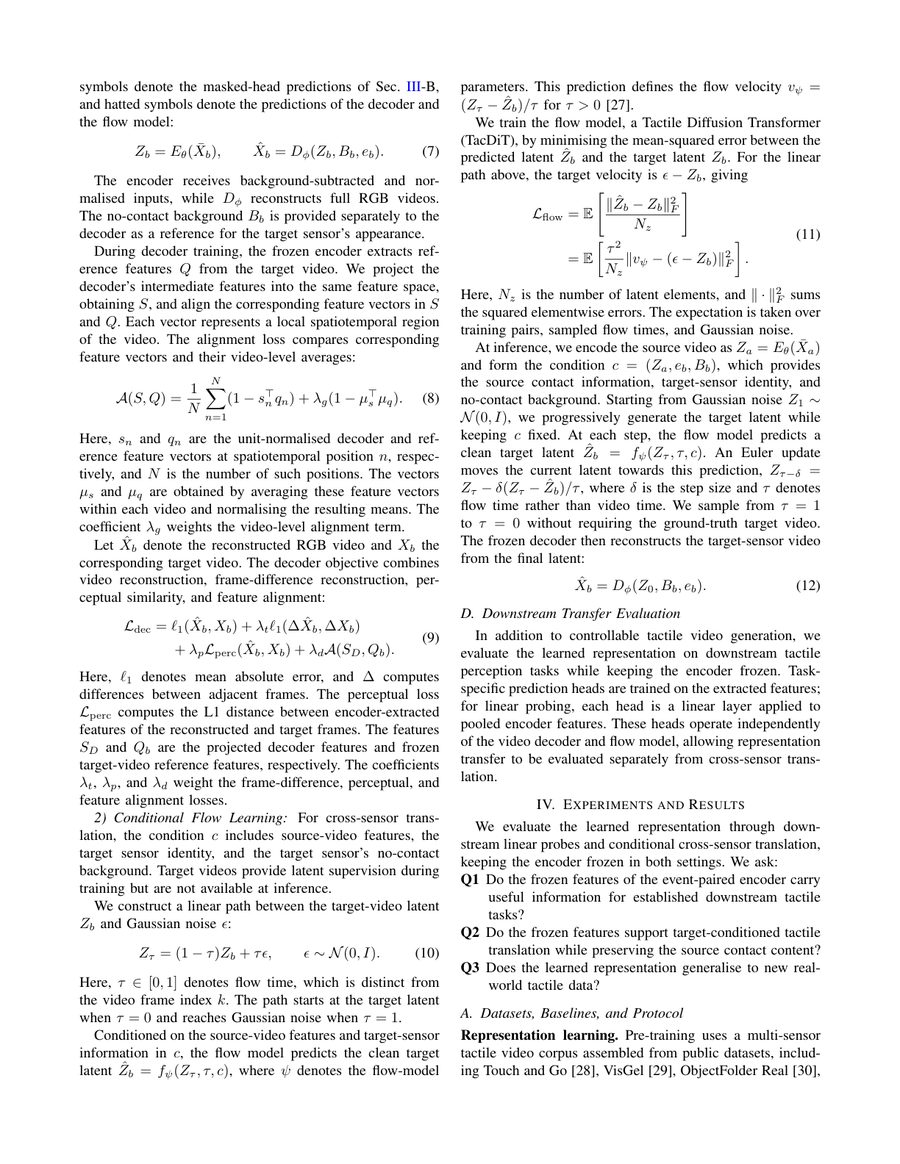 symbols denote the masked-head predictions of Sec. III-B,
and hatted symbols denote the predictions of the decoder and
the flow model:
Z_b = E_θ(X̄_b), X̂_b = D_ϕ(Z_b, B_b, e_b). (7)
The encoder receives background-subtracted and nor-
malised inputs, while D_ϕ reconstructs full RGB videos.
The no-contact background B_b is provided separately to the
decoder as a reference for the target sensor's appearance.
During decoder training, the frozen encoder extracts ref-
erence features Q from the target video. We project the
decoder's intermediate features into the same feature space,
obtaining S, and align the corresponding feature vectors in S
and Q. Each vector represents a local spatiotemporal region
of the video. The alignment loss compares corresponding
feature vectors and their video-level averages:
A(S, Q) = 1/N ∑_{n=1}^{N} (1 − s_n^⊤ q_n) + λ_g(1 − μ_s^⊤ μ_q). (8)
Here, s_n and q_n are the unit-normalised decoder and ref-
erence feature vectors at spatiotemporal position n, respec-
tively, and N is the number of such positions. The vectors
μ_s and μ_q are obtained by averaging these feature vectors
within each video and normalising the resulting means. The
coefficient λ_g weights the video-level alignment term.
Let X̂_b denote the reconstructed RGB video and X_b the
corresponding target video. The decoder objective combines
video reconstruction, frame-difference reconstruction, per-
ceptual similarity, and feature alignment:
L_dec = ℓ_1(X̂_b, X_b) + λ_t ℓ_1(ΔX̂_b, ΔX_b)
+ λ_p L_perc(X̂_b, X_b) + λ_d A(S_D, Q_b). (9)
Here, ℓ_1 denotes mean absolute error, and Δ computes
differences between adjacent frames. The perceptual loss
L_perc computes the L1 distance between encoder-extracted
features of the reconstructed and target frames. The features
S_D and Q_b are the projected decoder features and frozen
target-video reference features, respectively. The coefficients
λ_t, λ_p, and λ_d weight the frame-difference, perceptual, and
feature alignment losses.
2) Conditional Flow Learning: For cross-sensor trans-
lation, the condition c includes source-video features, the
target sensor identity, and the target sensor's no-contact
background. Target videos provide latent supervision during
training but are not available at inference.
We construct a linear path between the target-video latent
Z_b and Gaussian noise ϵ:
Z_τ = (1 − τ)Z_b + τϵ, ϵ ∼ N(0, I). (10)
Here, τ ∈ [0, 1] denotes flow time, which is distinct from
the video frame index k. The path starts at the target latent
when τ = 0 and reaches Gaussian noise when τ = 1.
Conditioned on the source-video features and target-sensor
information in c, the flow model predicts the clean target
latent Ẑ_b = f_ψ(Z_τ, τ, c), where ψ denotes the flow-model
parameters. This prediction defines the flow velocity v_ψ =
(Z_τ − Ẑ_b)/τ for τ > 0 [27].
We train the flow model, a Tactile Diffusion Transformer
(TacDiT), by minimising the mean-squared error between the
predicted latent Ẑ_b and the target latent Z_b. For the linear
path above, the target velocity is ϵ − Z_b, giving
L_flow = E[ ‖Ẑ_b − Z_b‖_F^2 / N_z ]
= E[ τ^2/N_z ‖v_ψ − (ϵ − Z_b)‖_F^2 ]. (11)
Here, N_z is the number of latent elements, and ‖ · ‖_F^2 sums
the squared elementwise errors. The expectation is taken over
training pairs, sampled flow times, and Gaussian noise.
At inference, we encode the source video as Z_a = E_θ(X̄_a)
and form the condition c = (Z_a, e_b, B_b), which provides
the source contact information, target-sensor identity, and
no-contact background. Starting from Gaussian noise Z_1 ∼
N(0, I), we progressively generate the target latent while
keeping c fixed. At each step, the flow model predicts a
clean target latent Ẑ_b = f_ψ(Z_τ, τ, c). An Euler update
moves the current latent towards this prediction, Z_{τ−δ} =
Z_τ − δ(Z_τ − Ẑ_b)/τ, where δ is the step size and τ denotes
flow time rather than video time. We sample from τ = 1
to τ = 0 without requiring the ground-truth target video.
The frozen decoder then reconstructs the target-sensor video
from the final latent:
X̂_b = D_ϕ(Z_0, B_b, e_b). (12)
D. Downstream Transfer Evaluation
In addition to controllable tactile video generation, we
evaluate the learned representation on downstream tactile
perception tasks while keeping the encoder frozen. Task-
specific prediction heads are trained on the extracted features;
for linear probing, each head is a linear layer applied to
pooled encoder features. These heads operate independently
of the video decoder and flow model, allowing representation
transfer to be evaluated separately from cross-sensor trans-
lation.
IV. EXPERIMENTS AND RESULTS
We evaluate the learned representation through down-
stream linear probes and conditional cross-sensor translation,
keeping the encoder frozen in both settings. We ask:
Q1 Do the frozen features of the event-paired encoder carry
useful information for established downstream tactile
tasks?
Q2 Do the frozen features support target-conditioned tactile
translation while preserving the source contact content?
Q3 Does the learned representation generalise to new real-
world tactile data?
A. Datasets, Baselines, and Protocol
Representation learning. Pre-training uses a multi-sensor
tactile video corpus assembled from public datasets, includ-
ing Touch and Go [28], VisGel [29], ObjectFolder Real [30],